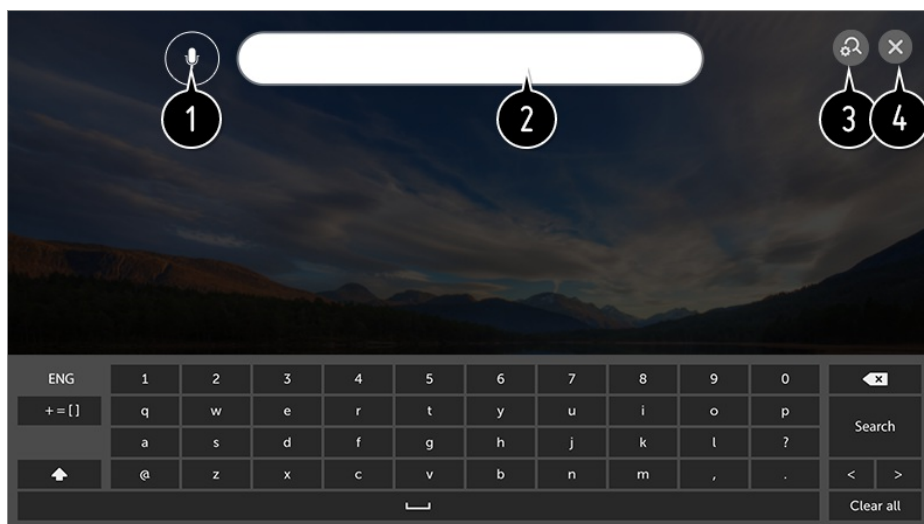 1 2 3 4
ENG 1 2 3 4 5 6 7 8 9 0
+ = [ ] q w e r t y u i o p
Search
a s d f g h j k l ?
@ z x c v b n m , . < >
Clear all